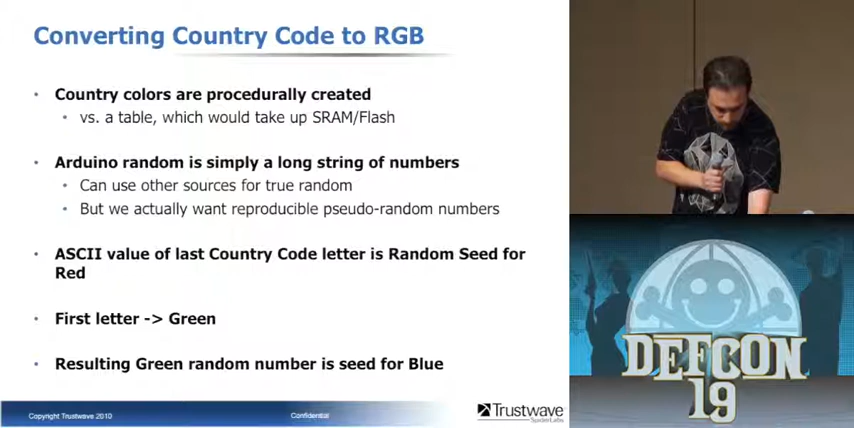 Converting Country Code to RGB
• Country colors are procedurally created
• vs. a table, which would take up SRAM/Flash
• Arduino random is simply a long string of numbers
• Can use other sources for true random
• But we actually want reproducible pseudo-random numbers
• ASCII value of last Country Code letter is Random Seed for
Red
• First letter -> Green
• Resulting Green random number is seed for Blue
Copyright Trustwave 2010
Confidential
Trustwave
SpiderLabs
DEFCON
19